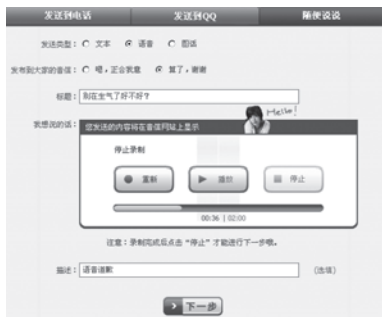 发送到电话 发送到QQ 随便说说
发送类型： 文本 语音 图话
发布到大家的音信： 嗯，正合我意 算了，谢谢
标题： 别在生气了好不好？
Hello!
我想说的话： 您发送的内容将在音信网站上显示
停止录制
重新 播放 停止
00:36 | 02:00
注意：录制完成后点击“停止”才能进行下一步哦。
描述： 语音道歉 （选填）
下一步